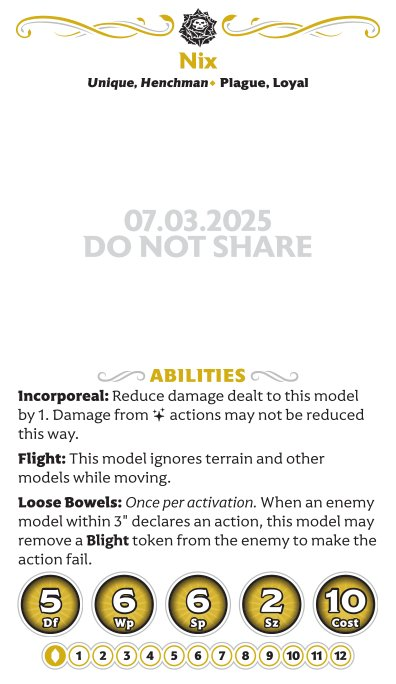 Nix
Unique, Henchman♦ Plague, Loyal
07.03.2025
DO NOT SHARE
ABILITIES
Incorporeal: Reduce damage dealt to this model
by 1. Damage from actions may not be reduced
this way.
Flight: This model ignores terrain and other
models while moving.
Loose Bowels: Once per activation. When an enemy
model within 3" declares an action, this model may
remove a Blight token from the enemy to make the
action fail.
5 6 6 2 10
Df Wp Sp Sz Cost
1 2 3 4 5 6 7 8 9 10 11 12